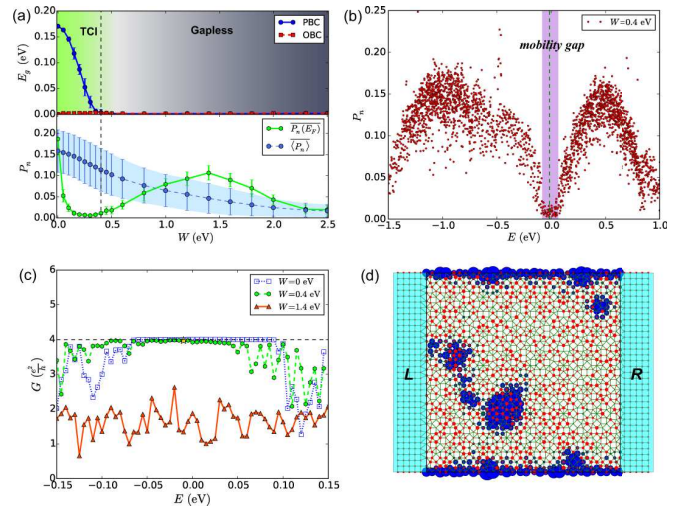 (a)
TCI
Gapless
PBC
OBC
E_g (eV)
0.20
0.15
0.10
0.05
0.00
P_n(E_F)
⟨P_n⟩
P_n
0.20
0.15
0.10
0.05
0.00
0.0 0.5 1.0 1.5 2.0 2.5
W (eV)
(b)
W=0.4 eV
mobility gap
P_n
0.25
0.20
0.15
0.10
0.05
0.00
−1.5 −1.0 −0.5 0.0 0.5 1.0
E (eV)
(c)
W=0 eV
W=0.4 eV
W=1.4 eV
G (e²/h)
6
5
4
3
2
1
0
−0.15 −0.10 −0.05 0.00 0.05 0.10 0.15
E (eV)
(d)
L
R